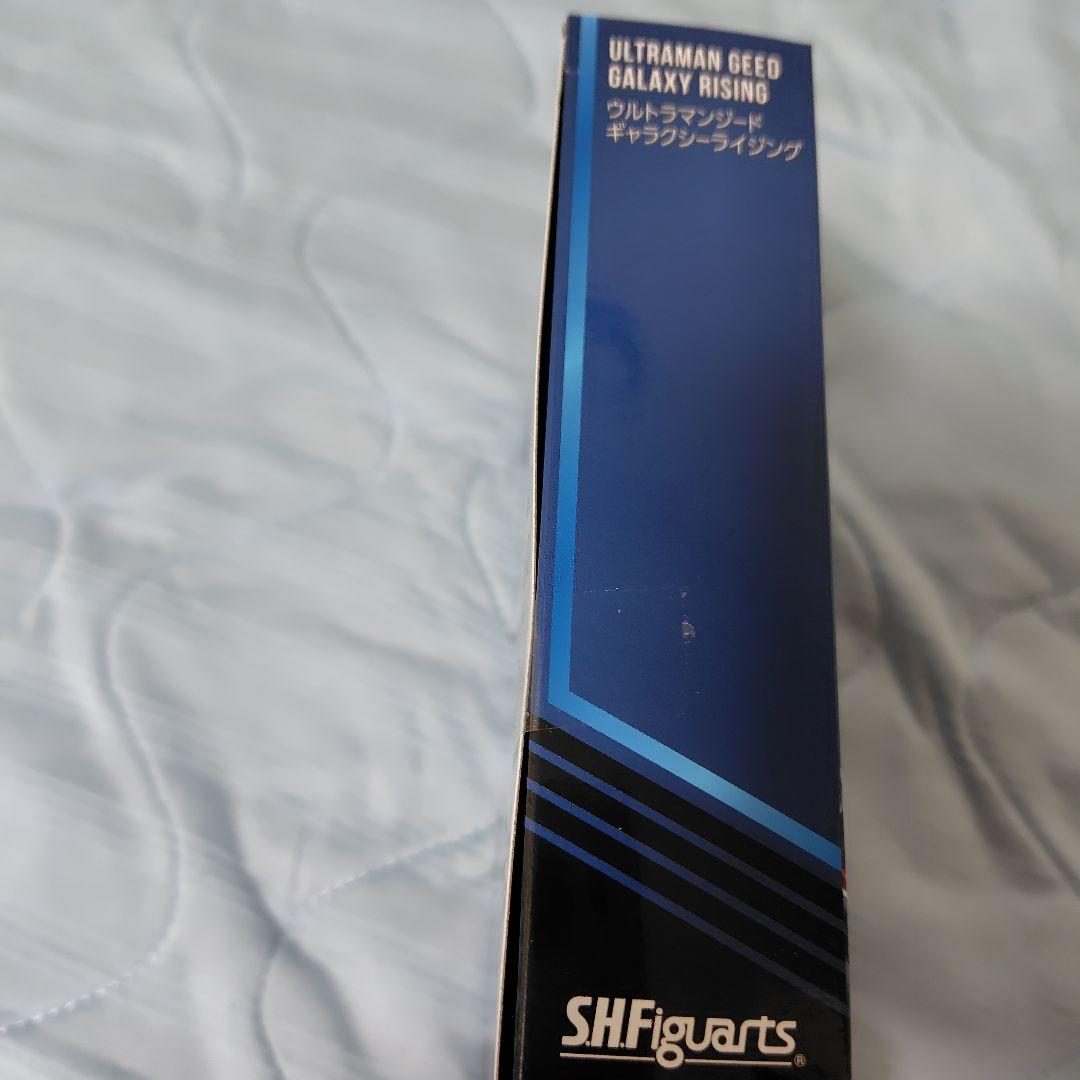 ULTRAMAN GEED
GALAXY RISING
ウルトラマンジード
ギャラクシーライジング
S.H.Figuarts®